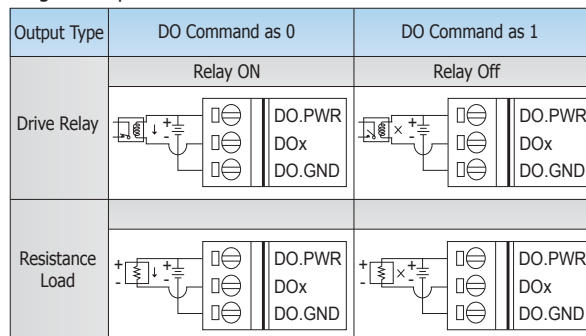 Output Type DO Command as 0 DO Command as 1
Relay ON Relay Off
Drive Relay
+ - DO.PWR + - DO.PWR
× DOx × DOx
DO.GND DO.GND
Resistance
Load
+ - + - DO.PWR + - × + - DO.PWR
DOx DOx
DO.GND DO.GND